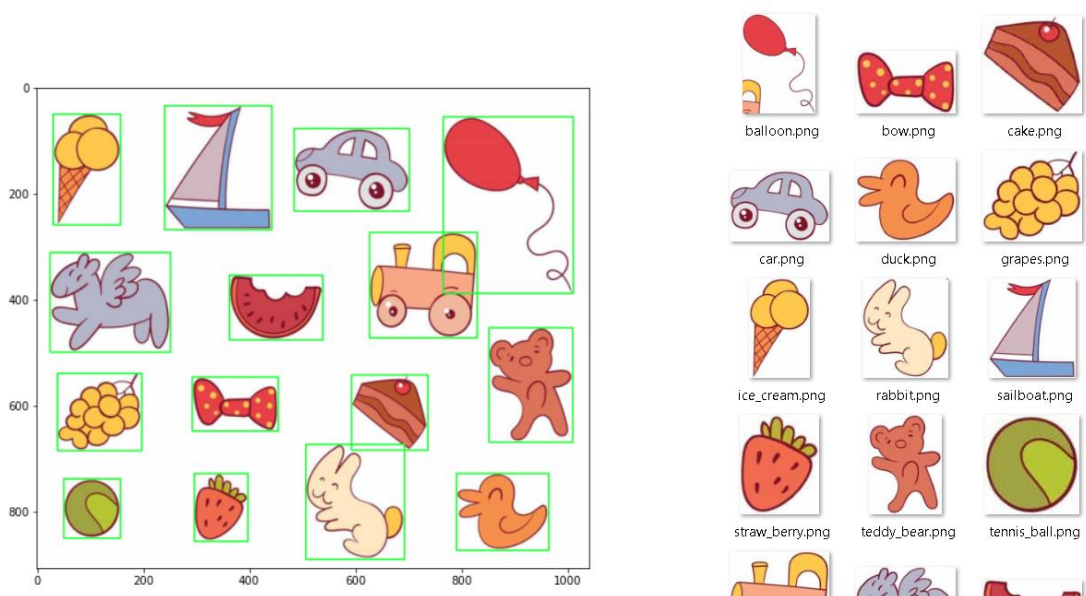 0
200
400
600
800
0 200 400 600 800 1000
balloon.png bow.png cake.png
car.png duck.png grapes.png
ice_cream.png rabbit.png sailboat.png
straw_berry.png teddy_bear.png tennis_ball.png